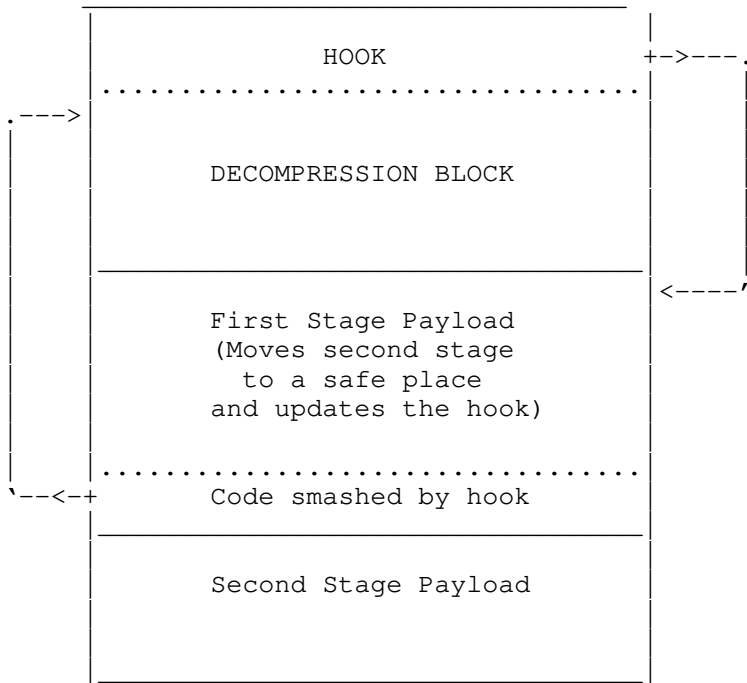 HOOK
DECOMPRESSION BLOCK
First Stage Payload
(Moves second stage
to a safe place
and updates the hook)
Code smashed by hook
Second Stage Payload